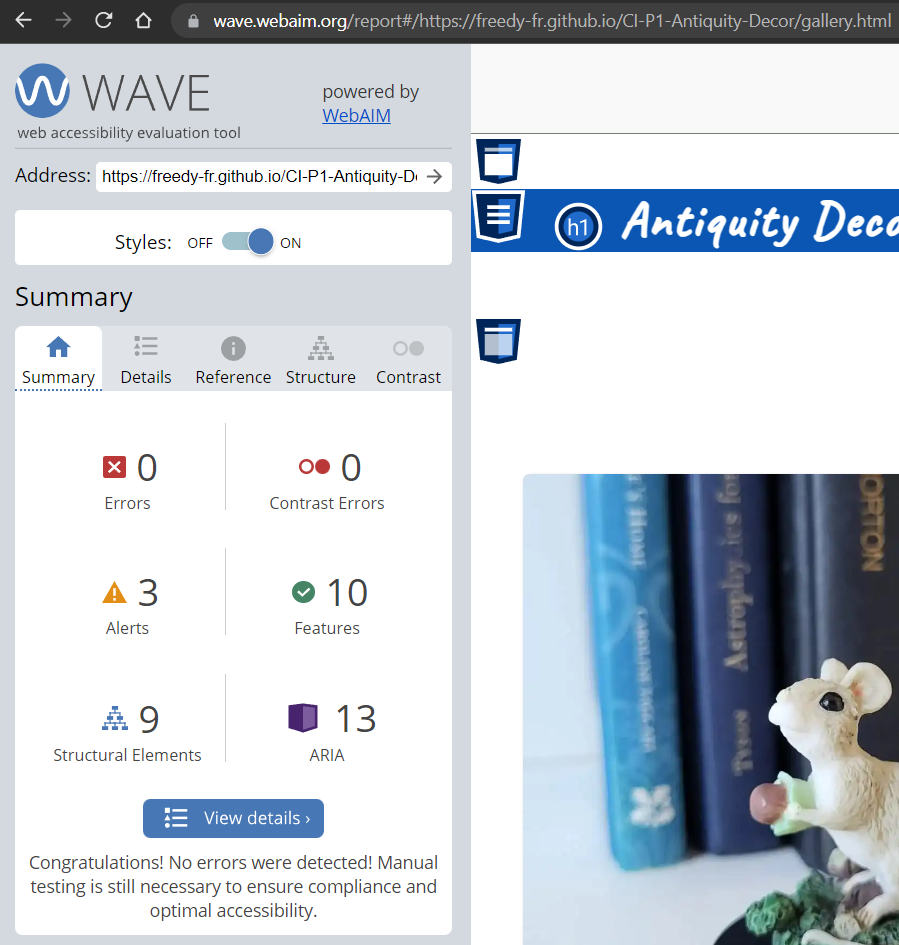 wave.webaim.org/report#/https://freedy-fr.github.io/CI-P1-Antiquity-Decor/gallery.html
WAVE
web accessibility evaluation tool
powered by
WebAIM
Address: https://freedy-fr.github.io/CI-P1-Antiquity-D
Styles: OFF ON
Summary
Summary Details Reference Structure Contrast
0 Errors
0 Contrast Errors
3 Alerts
10 Features
9 Structural Elements
13 ARIA
View details ›
Congratulations! No errors were detected! Manual
testing is still necessary to ensure compliance and
optimal accessibility.
h1 Antiquity Deco
's Home
Astrophysics for
Tyson
ORTON